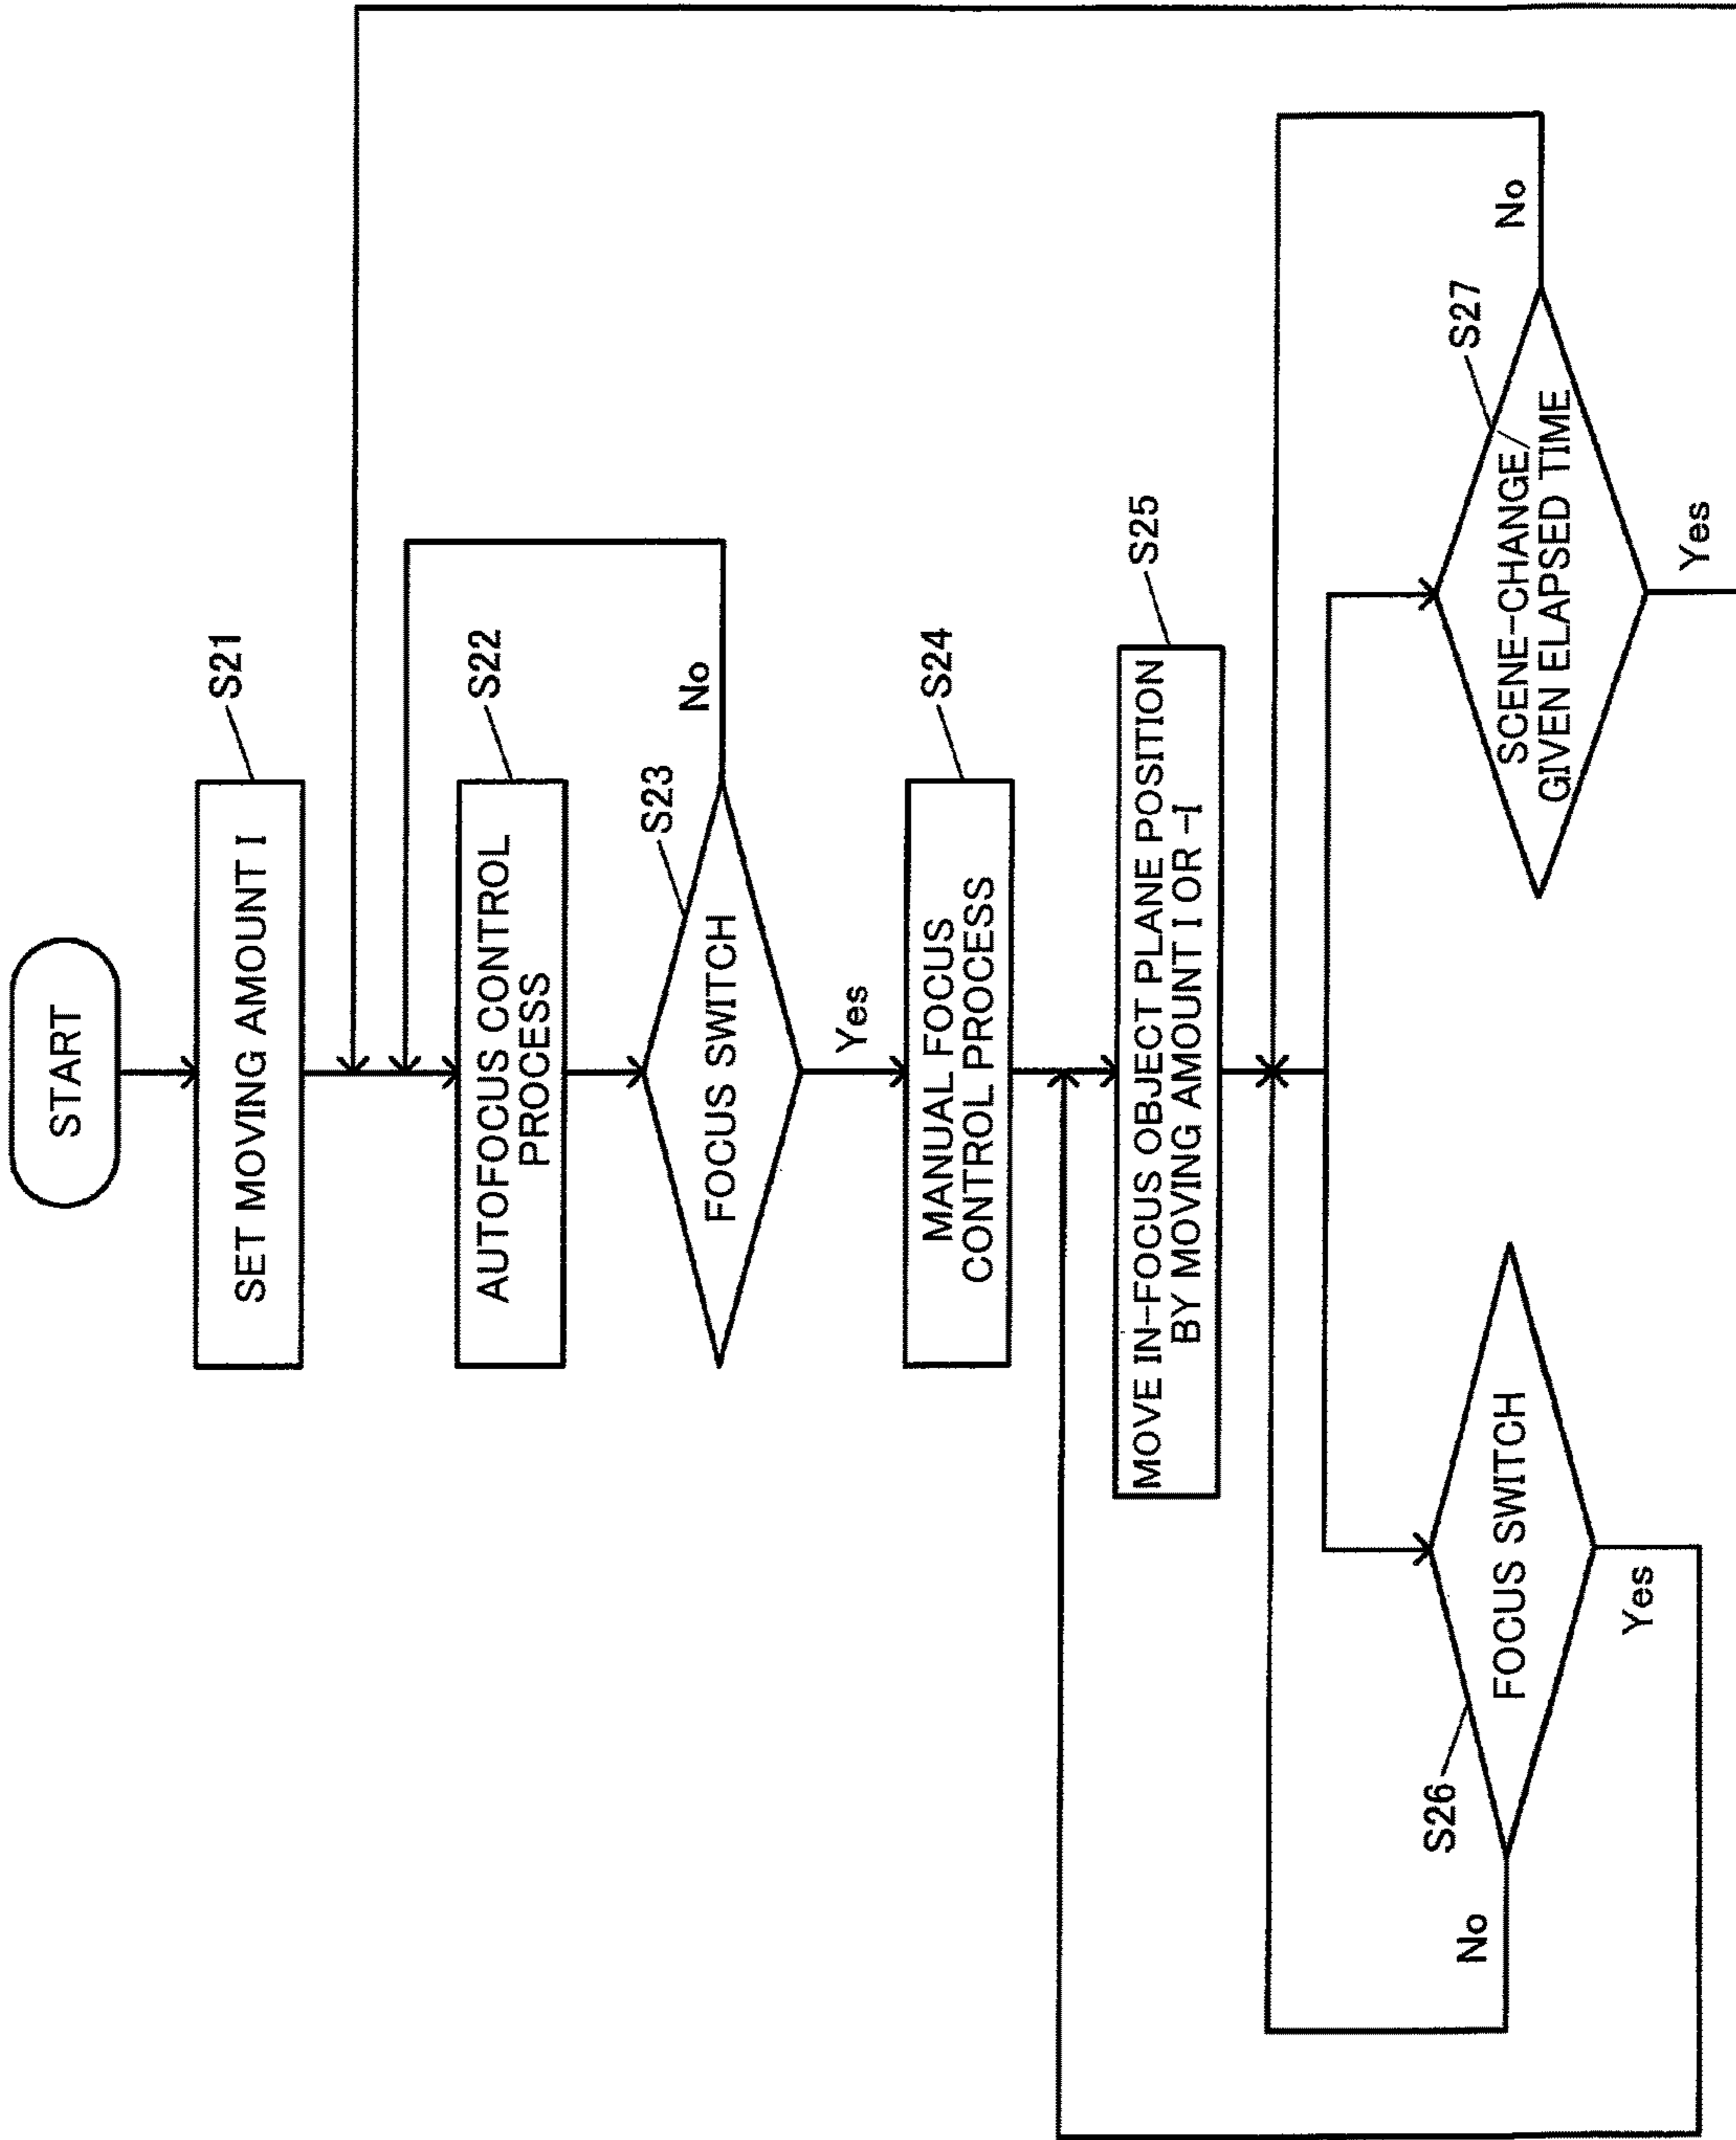 START
SET MOVING AMOUNT I
S21
AUTOFOCUS CONTROL
PROCESS
S22
FOCUS SWITCH
S23
No
Yes
MANUAL FOCUS
CONTROL PROCESS
S24
MOVE IN-FOCUS OBJECT PLANE POSITION
BY MOVING AMOUNT I OR -I
S25
S26
FOCUS SWITCH
No
Yes
S27
SCENE-CHANGE/
GIVEN ELAPSED TIME
No
Yes